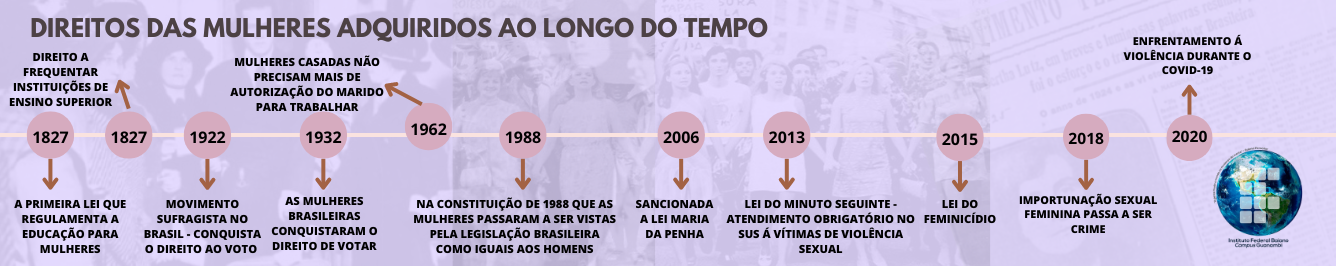 DIREITOS DAS MULHERES ADQUIRIDOS AO LONGO DO TEMPO
DIREITO A
FREQUENTAR
INSTITUIÇÕES DE
ENSINO SUPERIOR
MULHERES CASADAS NÃO
PRECISAM MAIS DE
AUTORIZAÇÃO DO MARIDO
PARA TRABALHAR
ENFRENTAMENTO Á
VIOLÊNCIA DURANTE O
COVID-19
1827
1827
1922
1932
1962
1988
2006
2013
2015
2018
2020
A PRIMEIRA LEI QUE
REGULAMENTA A
EDUCAÇÃO PARA
MULHERES
MOVIMENTO
SUFRAGISTA NO
BRASIL - CONQUISTA
O DIREITO AO VOTO
AS MULHERES
BRASILEIRAS
CONQUISTARAM O
DIREITO DE VOTAR
NA CONSTITUIÇÃO DE 1988 QUE AS
MULHERES PASSARAM A SER VISTAS
PELA LEGISLAÇÃO BRASILEIRA
COMO IGUAIS AOS HOMENS
SANCIONADA
A LEI MARIA
DA PENHA
LEI DO MINUTO SEGUINTE -
ATENDIMENTO OBRIGATÓRIO NO
SUS Á VÍTIMAS DE VIOLÊNCIA
SEXUAL
LEI DO
FEMINICÍDIO
IMPORTUNAÇÃO SEXUAL
FEMININA PASSA A SER
CRIME
Instituto Federal Baiano
Campus Guanambi